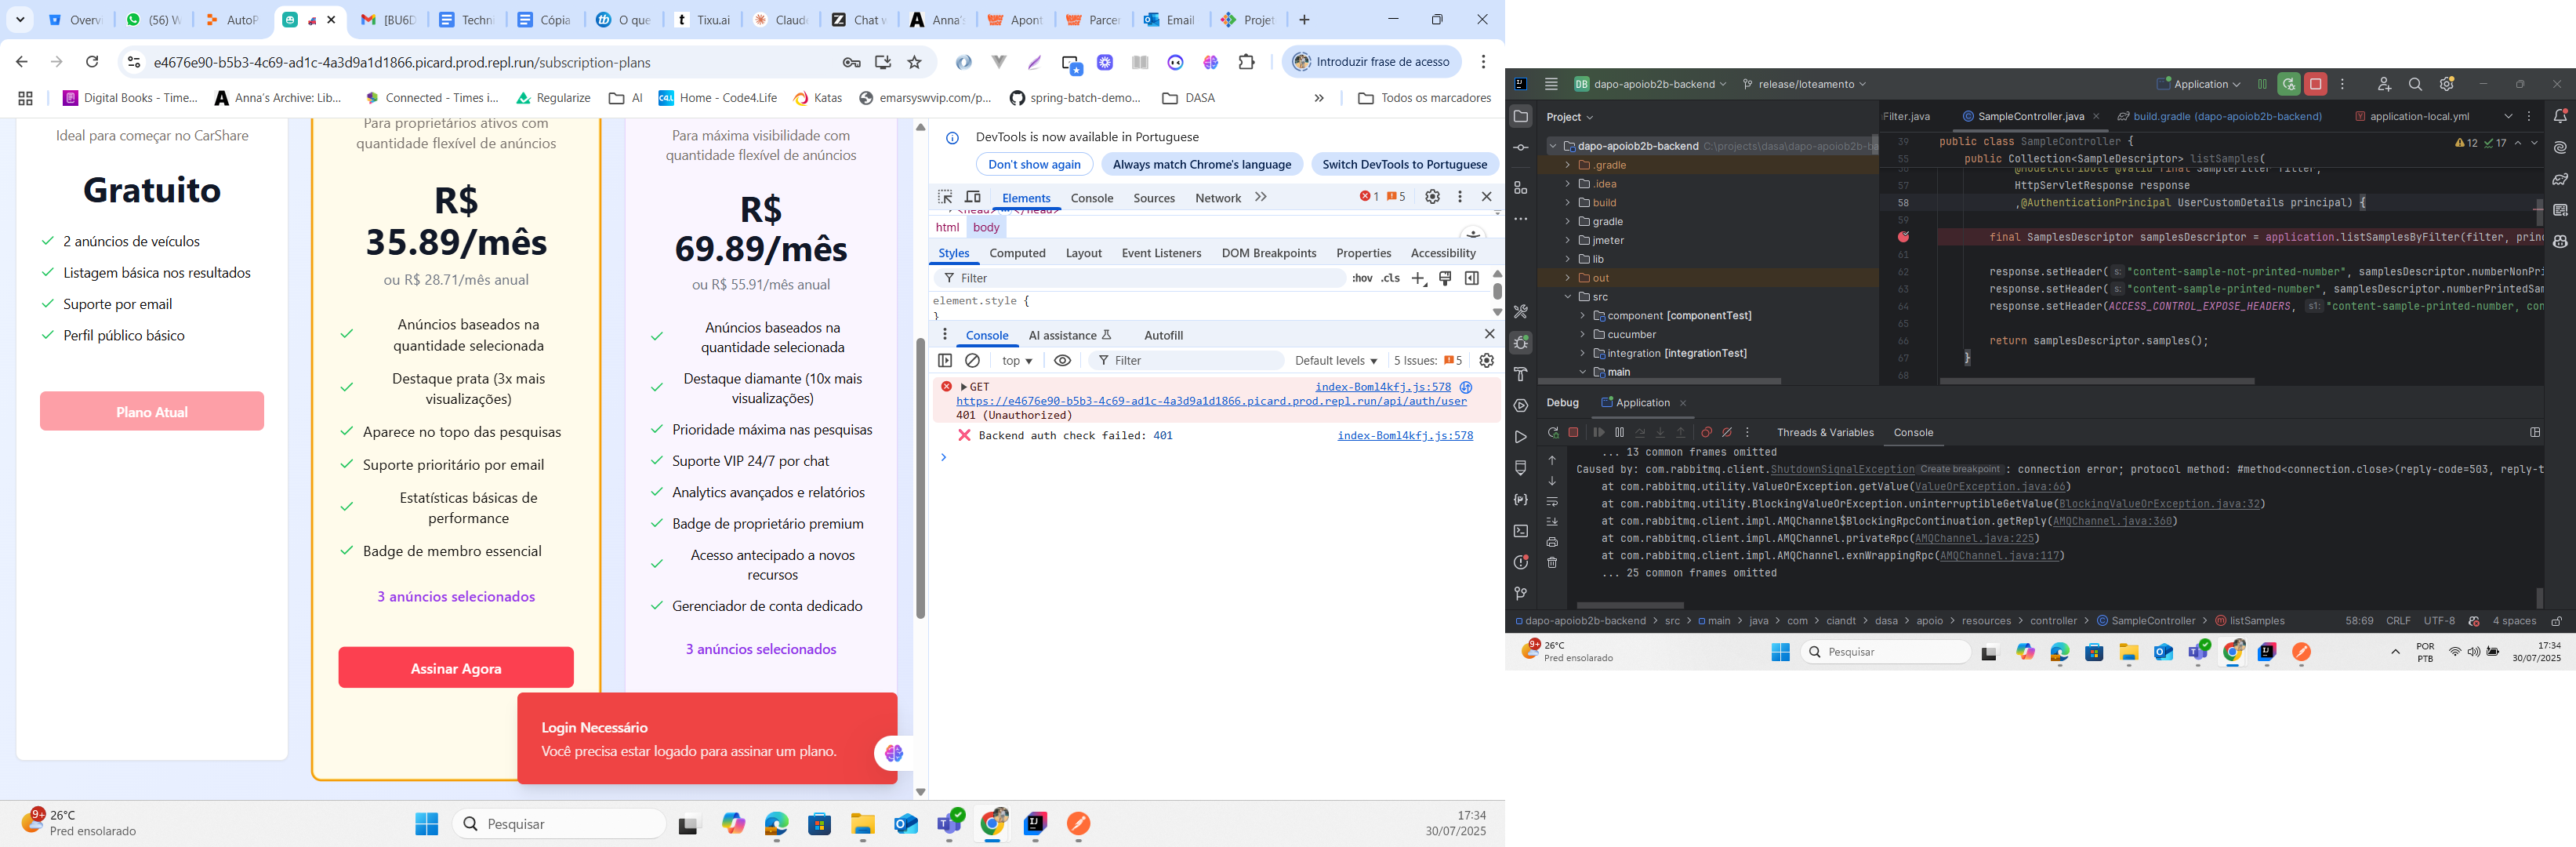 Overvi
(56) W
AutoP
[BU6D
Techni
Cópia
O que
Tixu.ai
Claude
Chat w
Anna'
Apont
Parcer
Email
Projet
e4676e90-b5b3-4c69-ad1c-4a3d9a1d1866.picard.prod.repl.run/subscription-plans
Introduzir frase de acesso
Digital Books - Time...
Anna's Archive: Lib...
Connected - Times i...
Regularize
AI
Home - Code4.Life
Katas
emarsyswvip.com/p...
spring-batch-demo...
DASA
»
Todos os marcadores
Ideal para começar no CarShare
Gratuito
2 anúncios de veículos
Listagem básica nos resultados
Suporte por email
Perfil público básico
Plano Atual
Para proprietários ativos com
quantidade flexível de anúncios
R$
35.89/mês
ou R$ 28.71/mês anual
Anúncios baseados na
quantidade selecionada
Destaque prata (3x mais
visualizações)
Aparece no topo das pesquisas
Suporte prioritário por email
Estatísticas básicas de
performance
Badge de membro essencial
3 anúncios selecionados
Assinar Agora
Para máxima visibilidade com
quantidade flexível de anúncios
R$
69.89/mês
ou R$ 55.91/mês anual
Anúncios baseados na
quantidade selecionada
Destaque diamante (10x mais
visualizações)
Prioridade máxima nas pesquisas
Suporte VIP 24/7 por chat
Analytics avançados e relatórios
Badge de proprietário premium
Acesso antecipado a novos
recursos
Gerenciador de conta dedicado
3 anúncios selecionados
Login Necessário
Você precisa estar logado para assinar um plano.
DevTools is now available in Portuguese
Don't show again
Always match Chrome's language
Switch DevTools to Portuguese
Elements
Console
Sources
Network
1
5
html
body
Styles
Computed
Layout
Event Listeners
DOM Breakpoints
Properties
Accessibility
Filter
:hov
.cls
element.style {
}
Console
AI assistance
Autofill
top
Filter
Default levels
5 Issues:
5
GET
index-Boml4kfj.js:578
https://e4676e90-b5b3-4c69-ad1c-4a3d9a1d1866.picard.prod.repl.run/api/auth/user
401 (Unauthorized)
Backend auth check failed: 401
index-Boml4kfj.js:578
9+
26°C
Pred ensolarado
Pesquisar
17:34
30/07/2025
DB
dapo-apoiob2b-backend
release/loteamento
Application
Project
Filter.java
SampleController.java
build.gradle (dapo-apoiob2b-backend)
application-local.yml
dapo-apoiob2b-backend C:\projects\dasa\dapo-apoiob2b-ba
.gradle
.idea
build
gradle
jmeter
lib
out
src
component [componentTest]
cucumber
integration [integrationTest]
main
12
17
39 public class SampleController {
55 public Collection<SampleDescriptor> listSamples(
@ModelAttribute @Valid final SampleFilter filter,
57 HttpServletResponse response
58 ,@AuthenticationPrincipal UserCustomDetails principal) {
59
final SamplesDescriptor samplesDescriptor = application.listSamplesByFilter(filter, princ
61
62 response.setHeader( s: "content-sample-not-printed-number", samplesDescriptor.numberNonPri
63 response.setHeader( s: "content-sample-printed-number", samplesDescriptor.numberPrintedSam
64 response.setHeader(ACCESS_CONTROL_EXPOSE_HEADERS, s1: "content-sample-printed-number, con
65
66 return samplesDescriptor.samples();
67 }
68
Debug
Application
Threads & Variables
Console
... 13 common frames omitted
Caused by: com.rabbitmq.client.ShutdownSignalException Create breakpoint : connection error; protocol method: #method<connection.close>(reply-code=503, reply-t
at com.rabbitmq.utility.ValueOrException.getValue(ValueOrException.java:66)
at com.rabbitmq.utility.BlockingValueOrException.uninterruptibleGetValue(BlockingValueOrException.java:32)
at com.rabbitmq.client.impl.AMQChannel$BlockingRpcContinuation.getReply(AMQChannel.java:360)
at com.rabbitmq.client.impl.AMQChannel.privateRpc(AMQChannel.java:225)
at com.rabbitmq.client.impl.AMQChannel.exnWrappingRpc(AMQChannel.java:117)
... 25 common frames omitted
dapo-apoiob2b-backend > src > main > java > com > ciandt > dasa > apoio > resources > controller > SampleController > listSamples
58:69
CRLF
UTF-8
4 spaces
9+
26°C
Pred ensolarado
Pesquisar
POR
PTB
17:34
30/07/2025